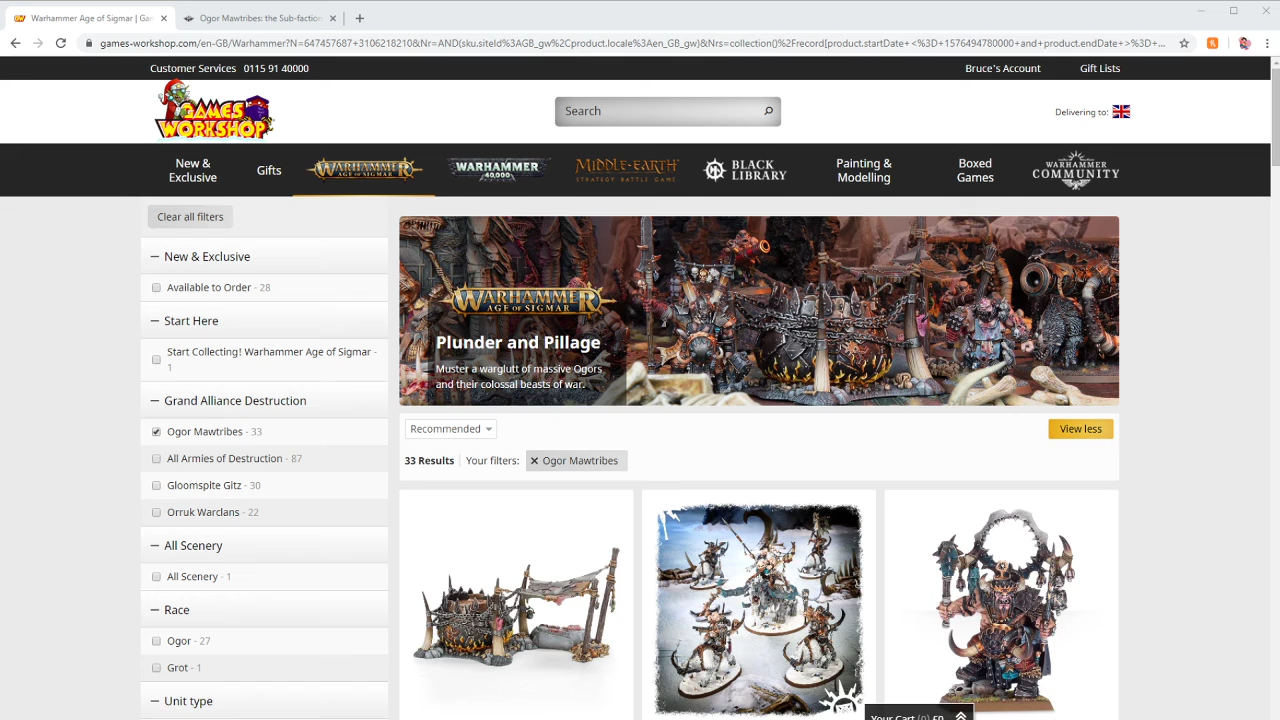 Warhammer Age of Sigmar | Gam
Ogor Mawtribes: the Sub-faction
games-workshop.com/en-GB/Warhammer?N=647457687+3106218210&Nr=AND(sku.siteId%3AGB_gw%2Cproduct.locale%3Aen_GB_gw)&Nrs=collection()%2Frecord[product.startDate+<%3D+1576494780000+and+product.endDate+>%3D+...
Customer Services 0115 91 40000
Bruce's Account
Gift Lists
GAMES
WORKSHOP
Search
Delivering to:
New &
Exclusive
Gifts
WARHAMMER
AGE OF SIGMAR
WARHAMMER
40,000
MIDDLE-EARTH
STRATEGY BATTLE GAME
BLACK
LIBRARY
Painting &
Modelling
Boxed
Games
WARHAMMER
COMMUNITY
Clear all filters
New & Exclusive
Available to Order - 28
Start Here
Start Collecting! Warhammer Age of Sigmar -
1
Grand Alliance Destruction
Ogor Mawtribes - 33
All Armies of Destruction - 87
Gloomspite Gitz - 30
Orruk Warclans - 22
All Scenery
All Scenery - 1
Race
Ogor - 27
Grot - 1
Unit type
WARHAMMER
AGE OF SIGMAR
Plunder and Pillage
Muster a warglutt of massive Ogors
and their colossal beasts of war.
Recommended
View less
33 Results
Your filters:
Ogor Mawtribes
Your Cart (0) £0